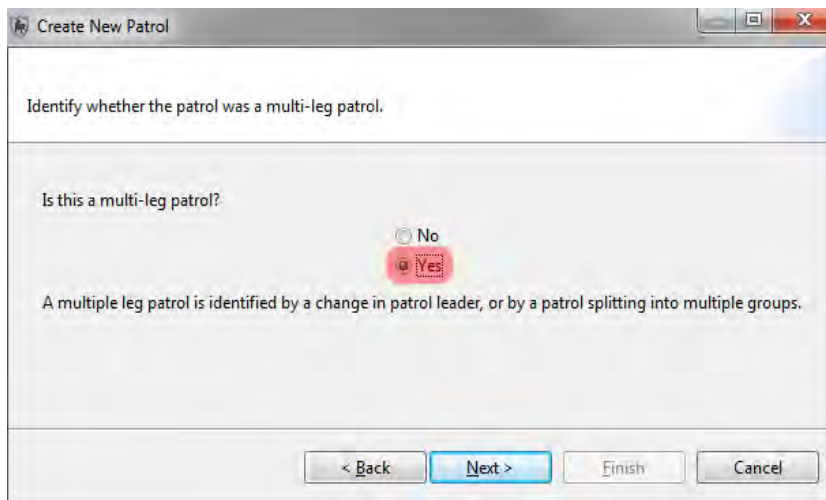 Create New Patrol
Identify whether the patrol was a multi-leg patrol.
Is this a multi-leg patrol?
No
Yes
A multiple leg patrol is identified by a change in patrol leader, or by a patrol splitting into multiple groups.
< Back Next > Finish Cancel